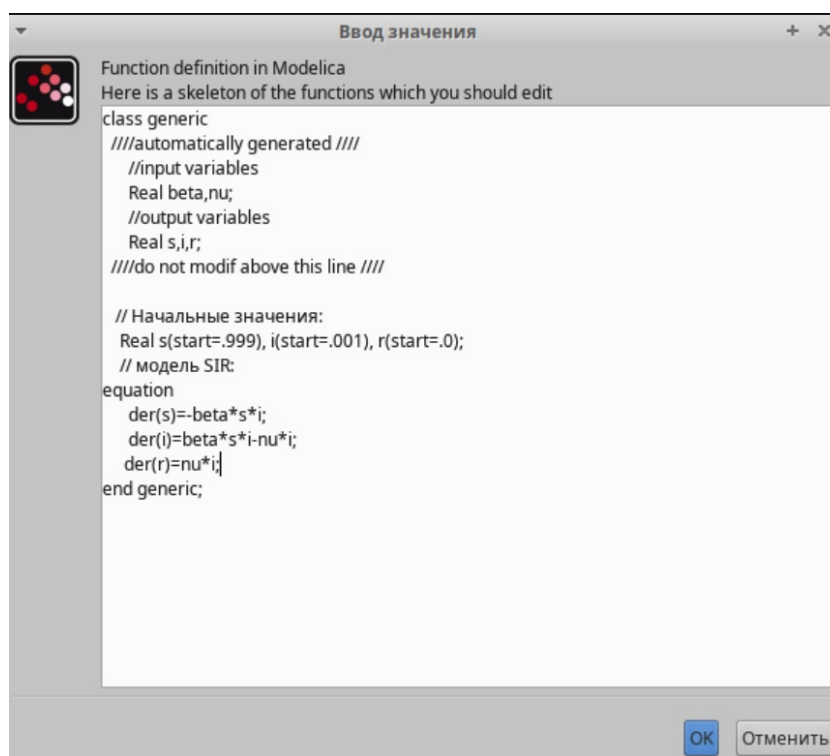 Ввод значения
Function definition in Modelica
Here is a skeleton of the functions which you should edit
class generic
////automatically generated ////
//input variables
Real beta,nu;
//output variables
Real s,i,r;
////do not modif above this line ////
// Начальные значения:
Real s(start=.999), i(start=.001), r(start=.0);
// модель SIR:
equation
der(s)=-beta*s*i;
der(i)=beta*s*i-nu*i;
der(r)=nu*i;
end generic;
OK Отменить